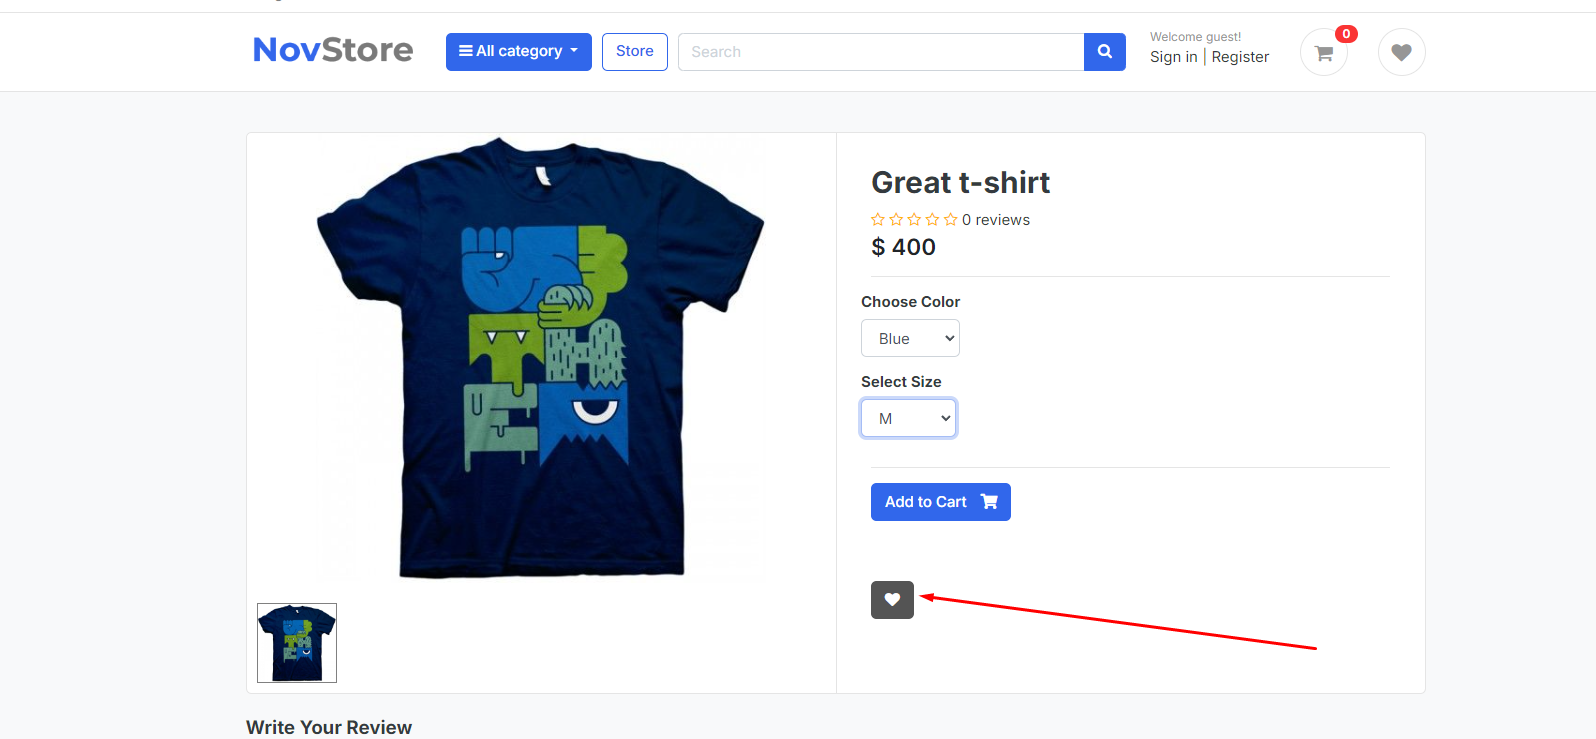 NovStore
All category
Store
Search
Welcome guest!
Sign in | Register
0
Great t-shirt
0 reviews
$ 400
Choose Color
Blue
Select Size
M
Add to Cart
Write Your Review